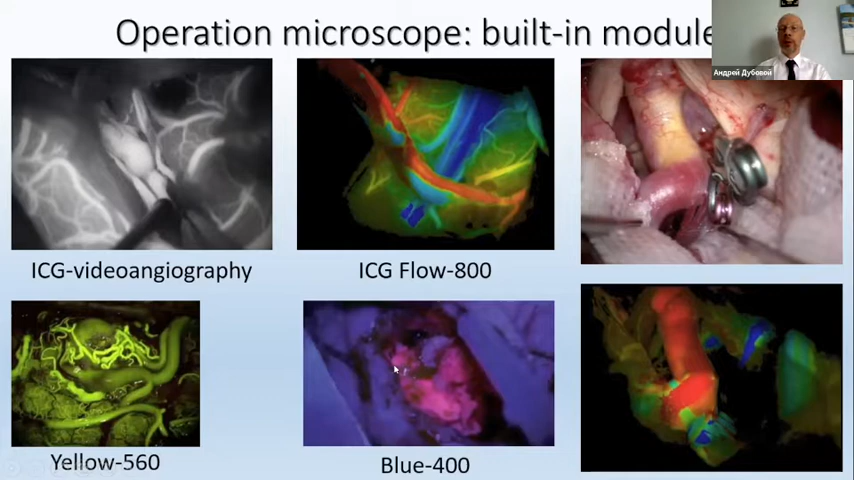 Operation microscope: built-in module
Андрей Дубовой
ICG-videoangiography
ICG Flow-800
Yellow-560
Blue-400